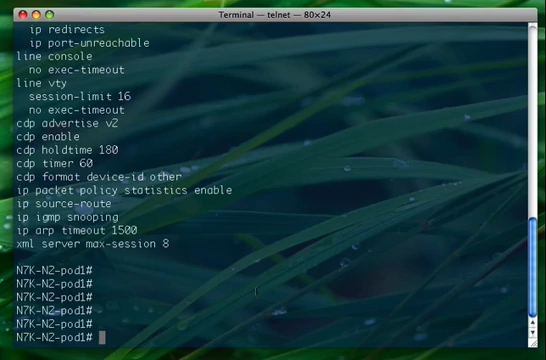 Terminal — telnet — 80×24
ip redirects
ip port-unreachable
line console
no exec-timeout
line vty
session-limit 16
no exec-timeout
cdp advertise v2
cdp enable
cdp holdtime 180
cdp timer 60
cdp format device-id other
ip packet policy statistics enable
ip source-route
ip igmp snooping
ip arp timeout 1500
xml server max-session 8
N7K-N2-pod1#
N7K-N2-pod1#
N7K-N2-pod1#
N7K-N2-pod1#
N7K-N2-pod1#
N7K-N2-pod1#